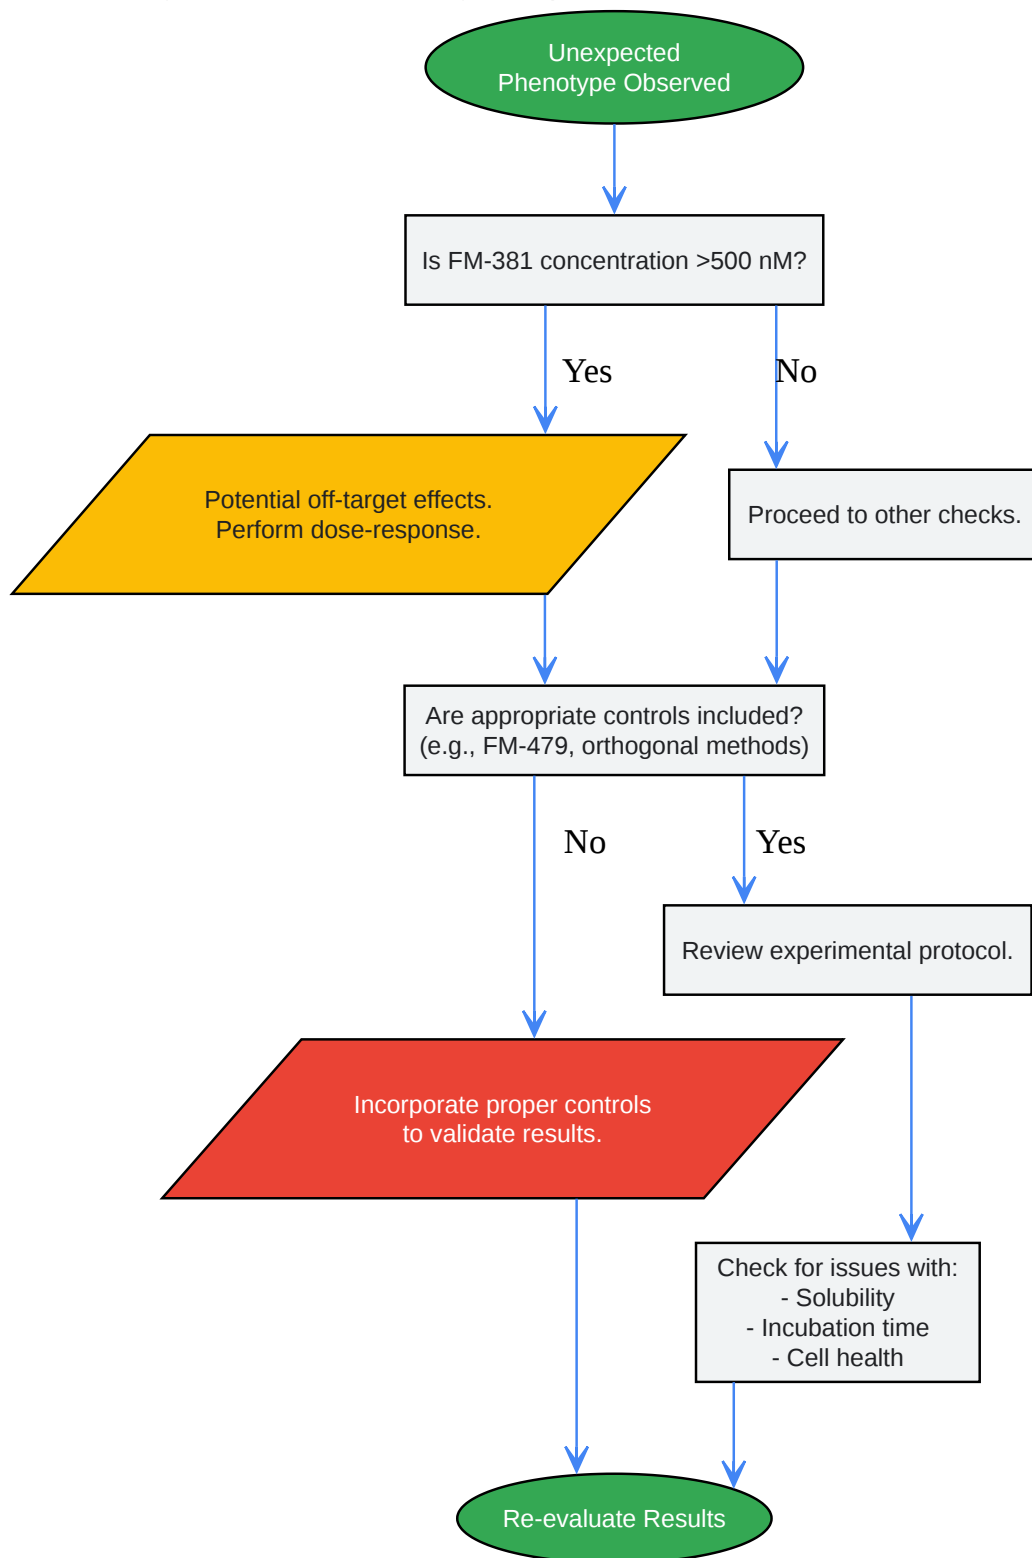 Unexpected
Phenotype Observed
Is FM-381 concentration >500 nM?
Yes
No
Potential off-target effects.
Perform dose-response.
Proceed to other checks.
Are appropriate controls included?
(e.g., FM-479, orthogonal methods)
No
Yes
Review experimental protocol.
Incorporate proper controls
to validate results.
Check for issues with:
- Solubility
- Incubation time
- Cell health
Re-evaluate Results